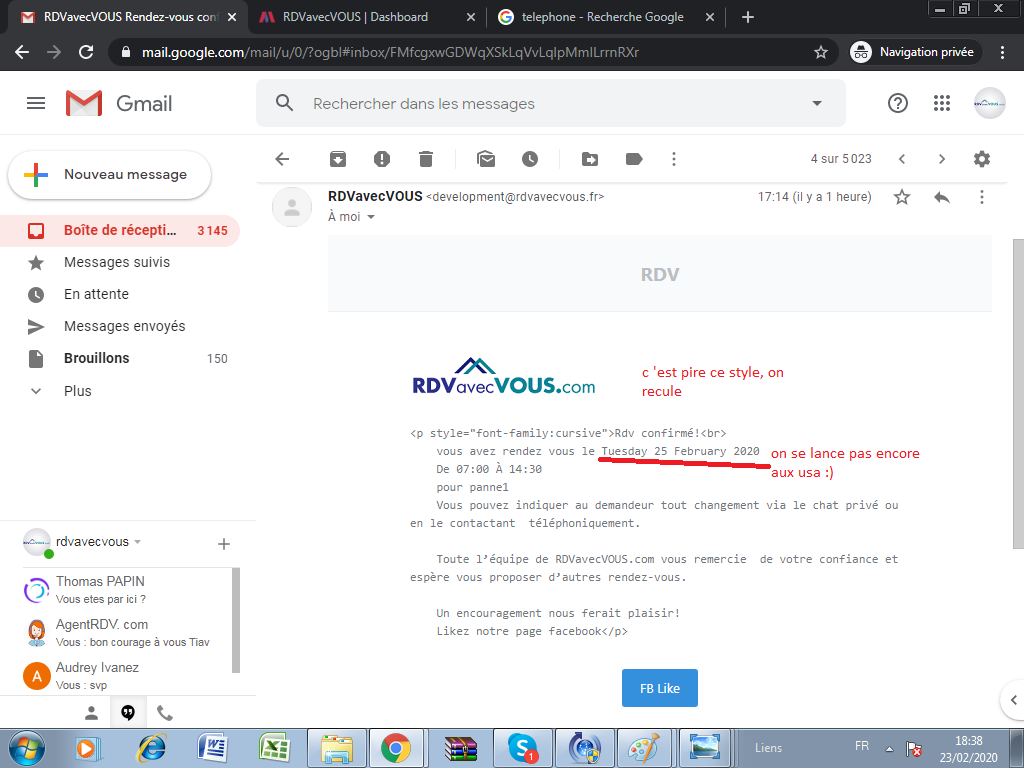 RDVavecVOUS Rendez-vous conf
RDVavecVOUS | Dashboard
telephone - Recherche Google
mail.google.com/mail/u/0/?ogbl#inbox/FMfcgxwGDWqXSkLqVvLqlpMmlLrrnRXr
Navigation privée
Gmail
Rechercher dans les messages
Nouveau message
4 sur 5 023
Boîte de récepti... 3 145
Messages suivis
En attente
Messages envoyés
Brouillons 150
Plus
RDVavecVOUS <development@rdvavecvous.fr>
17:14 (il y a 1 heure)
À moi
RDV
RDVavecVOUS.com
c 'est pire ce style, on
recule
<p style="font-family:cursive">Rdv confirmé!<br>
vous avez rendez vous le Tuesday 25 February 2020
on se lance pas encore
aux usa :)
De 07:00 À 14:30
pour panne1
Vous pouvez indiquer au demandeur tout changement via le chat privé ou
en le contactant  téléphoniquement.
Toute l’équipe de RDVavecVOUS.com vous remercie  de votre confiance et
espère vous proposer d’autres rendez-vous.
Un encouragement nous ferait plaisir!
Likez notre page facebook</p>
FB Like
rdvavecvous
Thomas PAPIN
Vous etes par ici ?
AgentRDV. com
Vous : bon courage à vous Tiav
A
Audrey Ivanez
Vous : svp
1
Liens
FR
18:38
23/02/2020